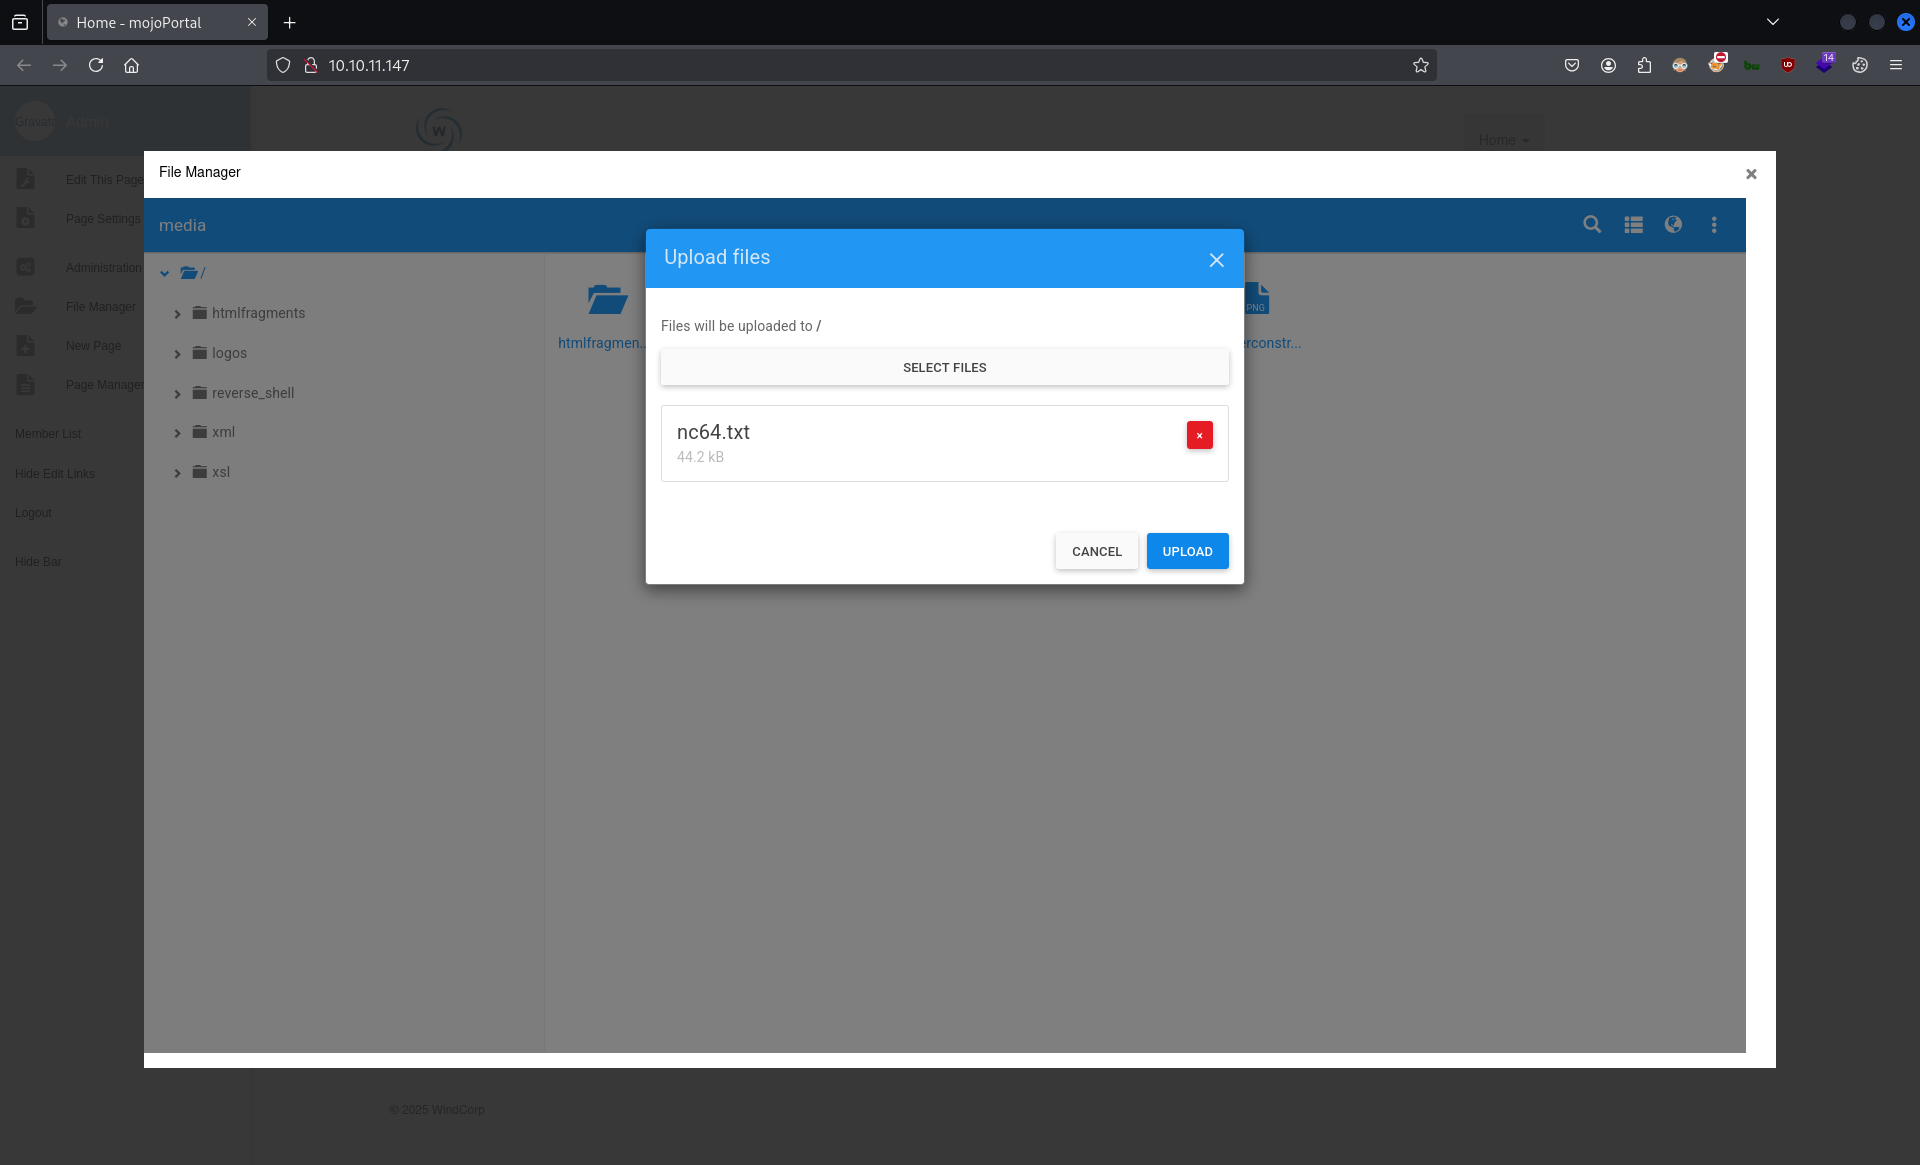 Home - mojoPortal
10.10.11.147
14
Gravata
Admin
W
Home
File Manager
Edit This Page
Page Settings
Administration
File Manager
New Page
Page Manager
Member List
Hide Edit Links
Logout
Hide Bar
media
/
htmlfragments
logos
reverse_shell
xml
xsl
htmlfragmen...
PNG
erconstr...
Upload files
Files will be uploaded to /
SELECT FILES
nc64.txt
44.2 kB
CANCEL
UPLOAD
© 2025 WindCorp